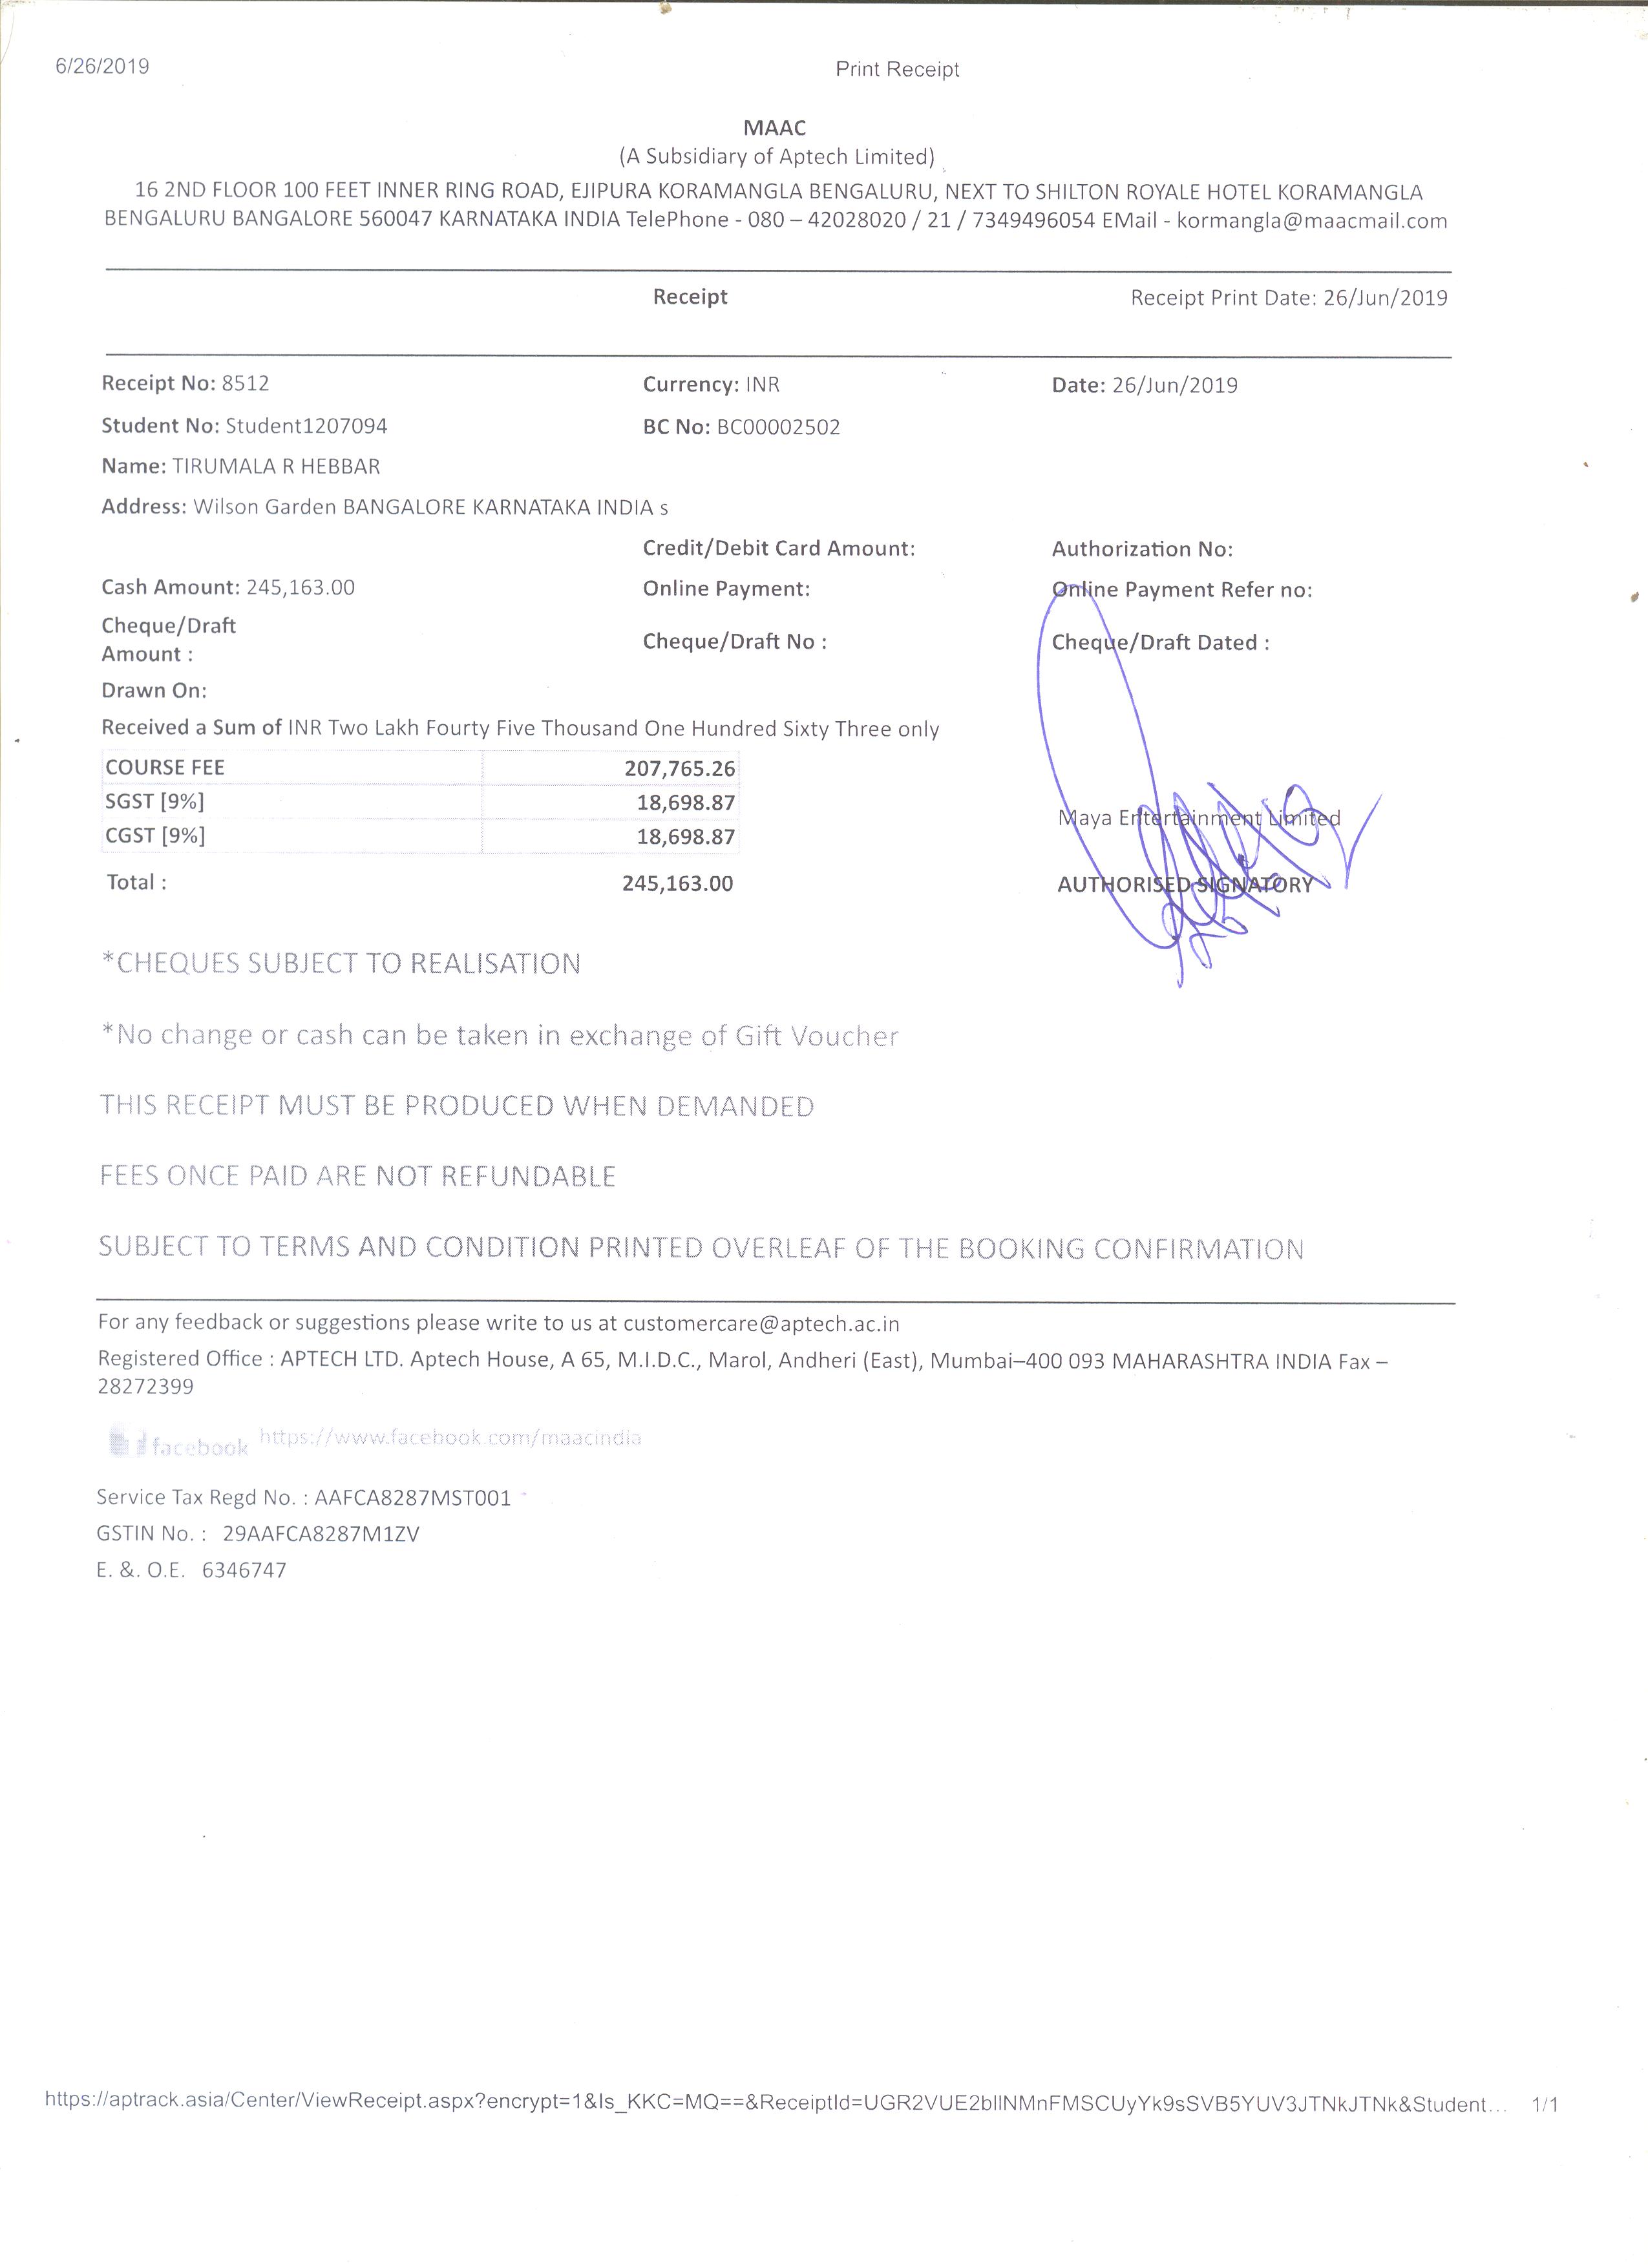 6/26/2019 Print Receipt
MAAC
(A Subsidiary of Aptech Limited)
16 2ND FLOOR 100 FEET INNER RING ROAD, EJIPURA KORAMANGLA BENGALURU, NEXT TO SHILTON ROYALE HOTEL KORAMANGLA
BENGALURU BANGALORE 560047 KARNATAKA INDIA TelePhone - 080 – 42028020 / 21 / 7349496054 EMail - kormangla@maacmail.com
Receipt Receipt Print Date: 26/Jun/2019
Receipt No: 8512 Currency: INR Date: 26/Jun/2019
Student No: Student1207094 BC No: BC00002502
Name: TIRUMALA R HEBBAR
Address: Wilson Garden BANGALORE KARNATAKA INDIA s
Credit/Debit Card Amount: Authorization No:
Cash Amount: 245,163.00 Online Payment: Online Payment Refer no:
Cheque/Draft
Amount : Cheque/Draft No : Cheque/Draft Dated :
Drawn On:
Received a Sum of INR Two Lakh Fourty Five Thousand One Hundred Sixty Three only
COURSE FEE 207,765.26
SGST [9%] 18,698.87
CGST [9%] 18,698.87
Total : 245,163.00
Maya Entertainment Limited
AUTHORISED SIGNATORY
*CHEQUES SUBJECT TO REALISATION
*No change or cash can be taken in exchange of Gift Voucher
THIS RECEIPT MUST BE PRODUCED WHEN DEMANDED
FEES ONCE PAID ARE NOT REFUNDABLE
SUBJECT TO TERMS AND CONDITION PRINTED OVERLEAF OF THE BOOKING CONFIRMATION
For any feedback or suggestions please write to us at customercare@aptech.ac.in
Registered Office : APTECH LTD. Aptech House, A 65, M.I.D.C., Marol, Andheri (East), Mumbai–400 093 MAHARASHTRA INDIA Fax –
28272399
facebook https://www.facebook.com/maacindia
Service Tax Regd No. : AAFCA8287MST001
GSTIN No. : 29AAFCA8287M1ZV
E. &. O.E. 6346747
https://aptrack.asia/Center/ViewReceipt.aspx?encrypt=1&Is_KKC=MQ==&ReceiptId=UGR2VUE2bllNMnFMSCUyYk9sSVB5YUV3JTNkJTNk&Student... 1/1